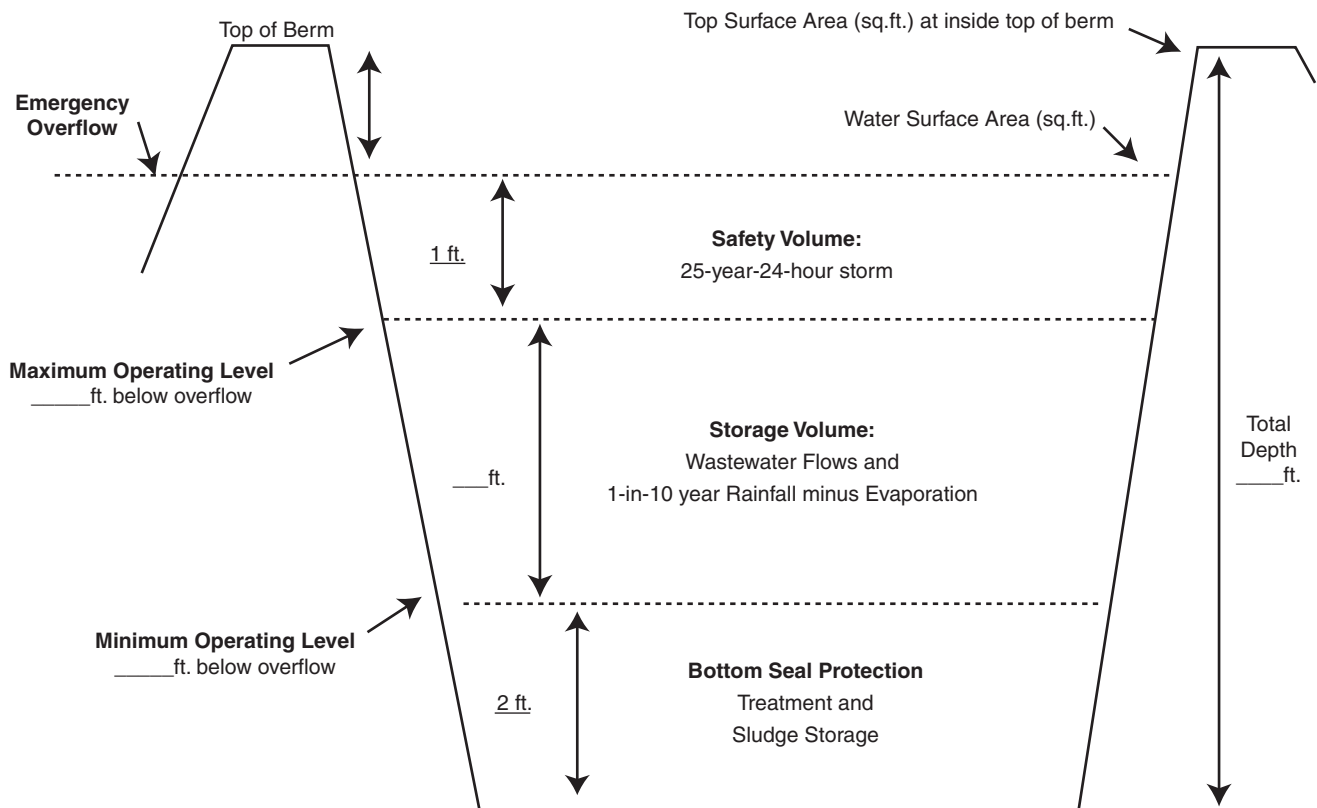 Top of Berm
Top Surface Area (sq.ft.) at inside top of berm
Emergency
Overflow
Water Surface Area (sq.ft.)
1 ft.
Safety Volume:
25-year-24-hour storm
Maximum Operating Level
_____ft. below overflow
___ft.
Storage Volume:
Wastewater Flows and
1-in-10 year Rainfall minus Evaporation
Total
Depth
____ft.
Minimum Operating Level
_____ft. below overflow
2 ft.
Bottom Seal Protection
Treatment and
Sludge Storage